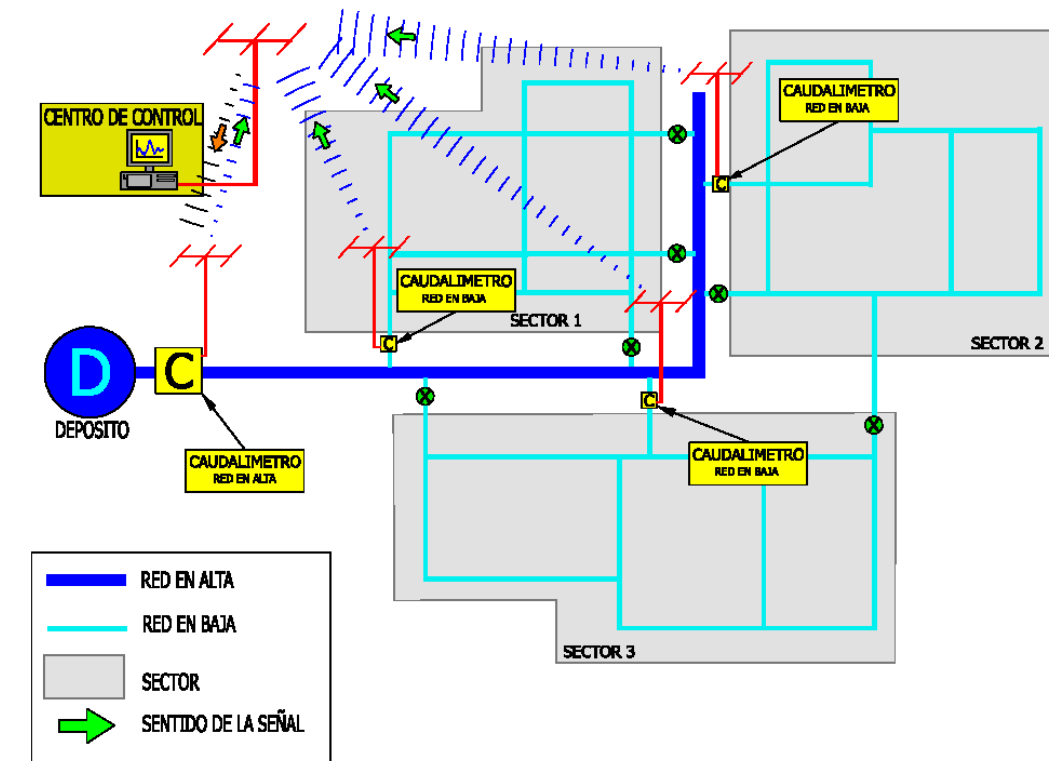 CENTRO DE CONTROL
CAUDALIMETRO
RED EN BAJA
C
CAUDALIMETRO
RED EN BAJA
SECTOR 1
C
SECTOR 2
D
C
DEPOSITO
C
CAUDALIMETRO
RED EN ALTA
CAUDALIMETRO
RED EN BAJA
RED EN ALTA
RED EN BAJA
SECTOR 3
SECTOR
SENTIDO DE LA SEÑAL